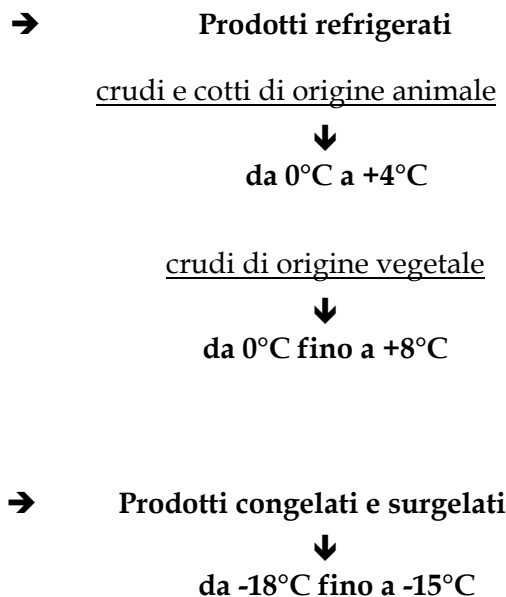 ➔ Prodotti refrigerati
crudi e cotti di origine animale
🡻
da 0°C a +4°C
crudi di origine vegetale
🡻
da 0°C fino a +8°C
➔ Prodotti congelati e surgelati
🡻
da -18°C fino a -15°C